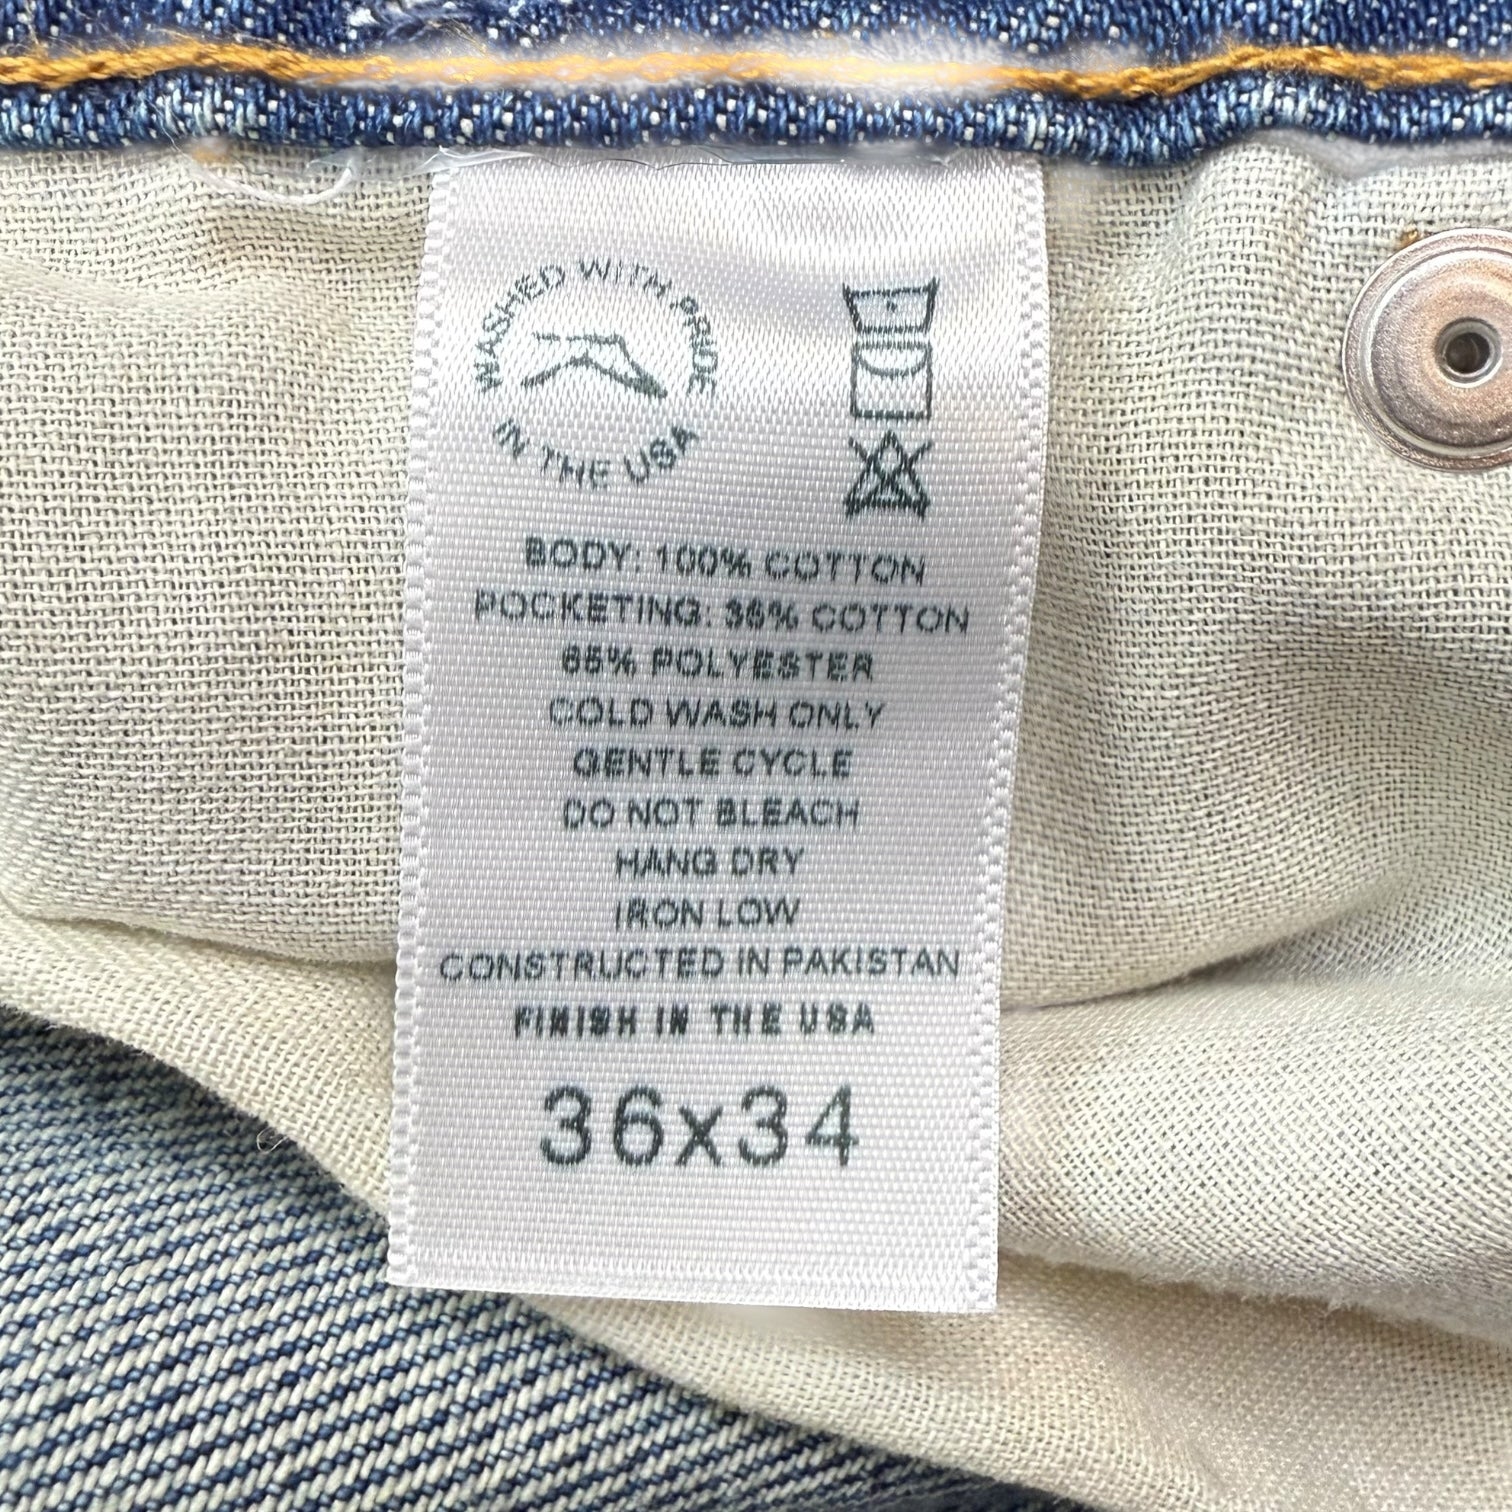 WASHED WITH PRIDE
IN THE USA
BODY: 100% COTTON
POCKETING: 35% COTTON
65% POLYESTER
COLD WASH ONLY
GENTLE CYCLE
DO NOT BLEACH
HANG DRY
IRON LOW
CONSTRUCTED IN PAKISTAN
FINISH IN THE USA
36x34